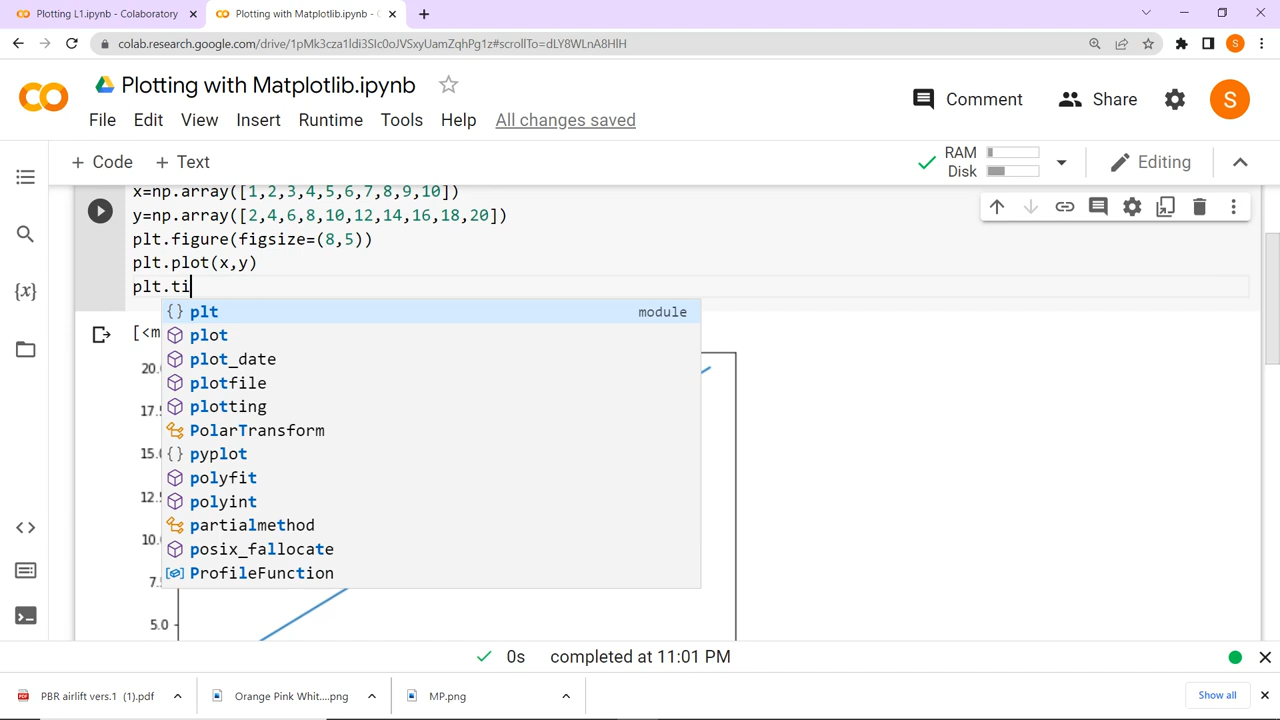 Plotting L1.ipynb - Colaboratory
Plotting with Matplotlib.ipynb - C
colab.research.google.com/drive/1pMk3cza1ldi3SIc0oJVSxyUamZqhPg1z#scrollTo=dLY8WLnA8HlH
S
Plotting with Matplotlib.ipynb
Comment
Share
S
File Edit View Insert Runtime Tools Help All changes saved
+ Code + Text
RAM
Disk
Editing
x=np.array([1,2,3,4,5,6,7,8,9,10])
y=np.array([2,4,6,8,10,12,14,16,18,20])
plt.figure(figsize=(8,5))
plt.plot(x,y)
plt.ti
{x}
{} plt module
plot
plot_date
plotfile
plotting
PolarTransform
{} pyplot
polyfit
polyint
partialmethod
posix_fallocate
ProfileFunction
[<m
20.
17.5
15.
12.5
10.
7.5
5.0
0s completed at 11:01 PM
PBR airlift vers.1 (1).pdf
Orange Pink Whit....png
MP.png
Show all